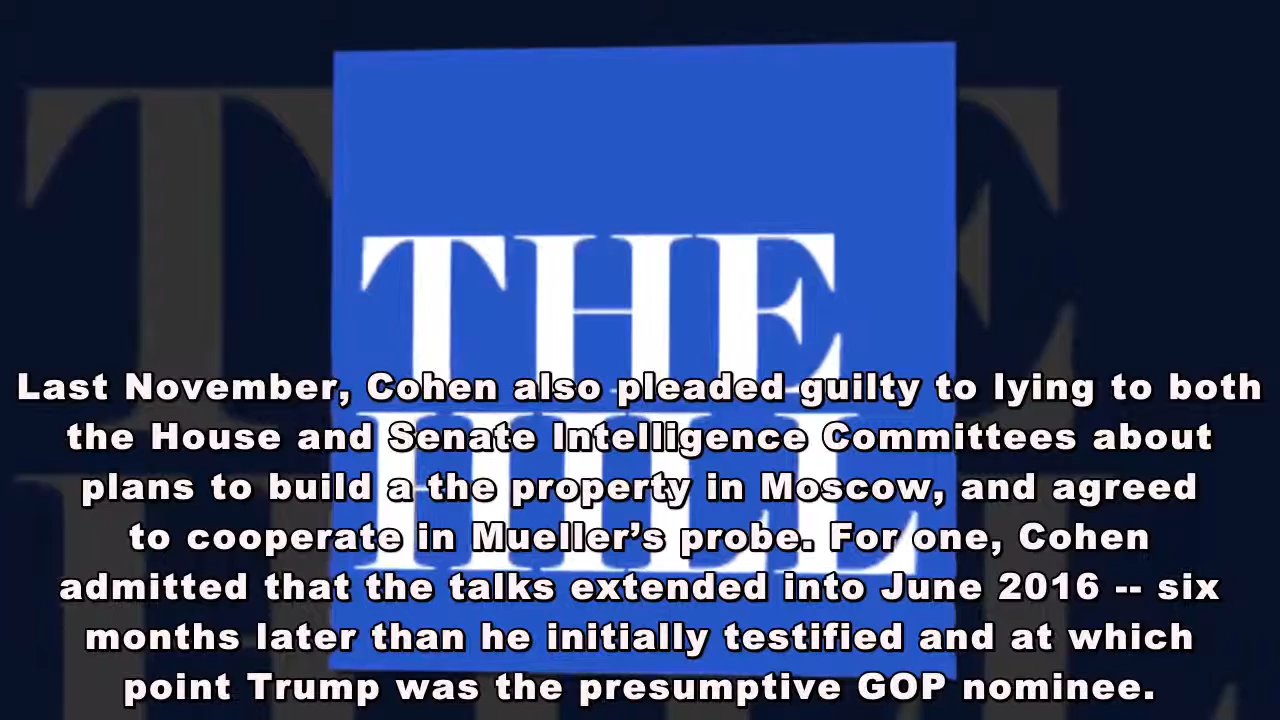 THE
HILL
Last November, Cohen also pleaded guilty to lying to both
the House and Senate Intelligence Committees about
plans to build a the property in Moscow, and agreed
to cooperate in Mueller’s probe. For one, Cohen
admitted that the talks extended into June 2016 -- six
months later than he initially testified and at which
point Trump was the presumptive GOP nominee.